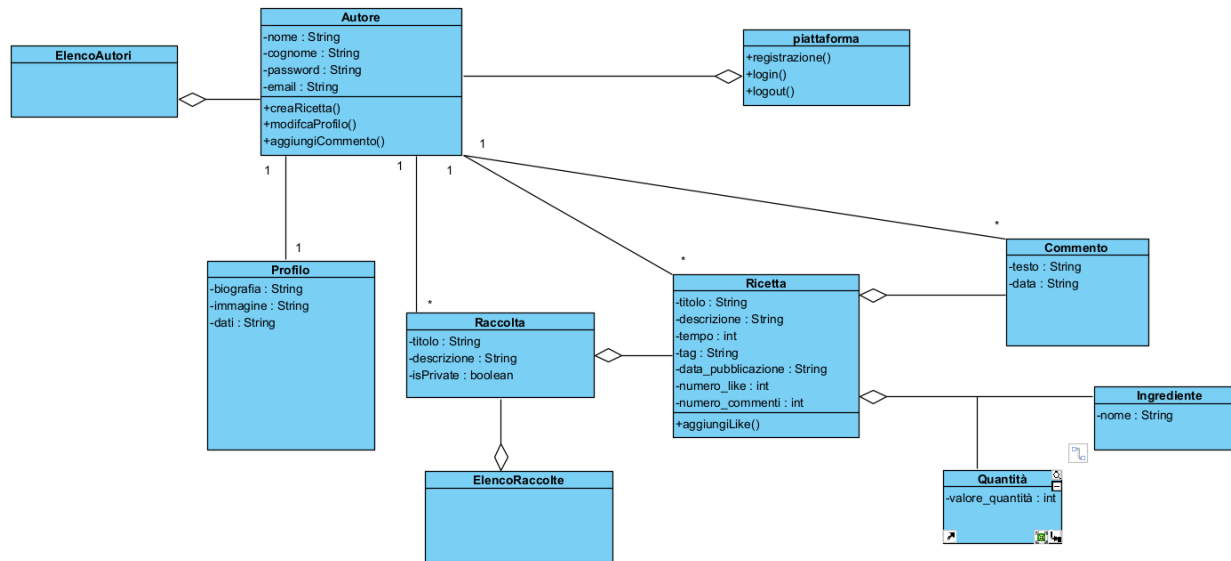 Autore
-nome : String
-cognome : String
-password : String
-email : String
+creaRicetta()
+modifcaProfilo()
+aggiungiCommento()
ElencoAutori
piattaforma
+registrazione()
+login()
+logout()
1
1
1
1
1
*
*
*
Profilo
-biografia : String
-immagine : String
-dati : String
Raccolta
-titolo : String
-descrizione : String
-isPrivate : boolean
Ricetta
-titolo : String
-descrizione : String
-tempo : int
-tag : String
-data_pubblicazione : String
-numero_like : int
-numero_commenti : int
+aggiungiLike()
Commento
-testo : String
-data : String
Ingrediente
-nome : String
ElencoRaccolte
Quantità
-valore_quantità : int